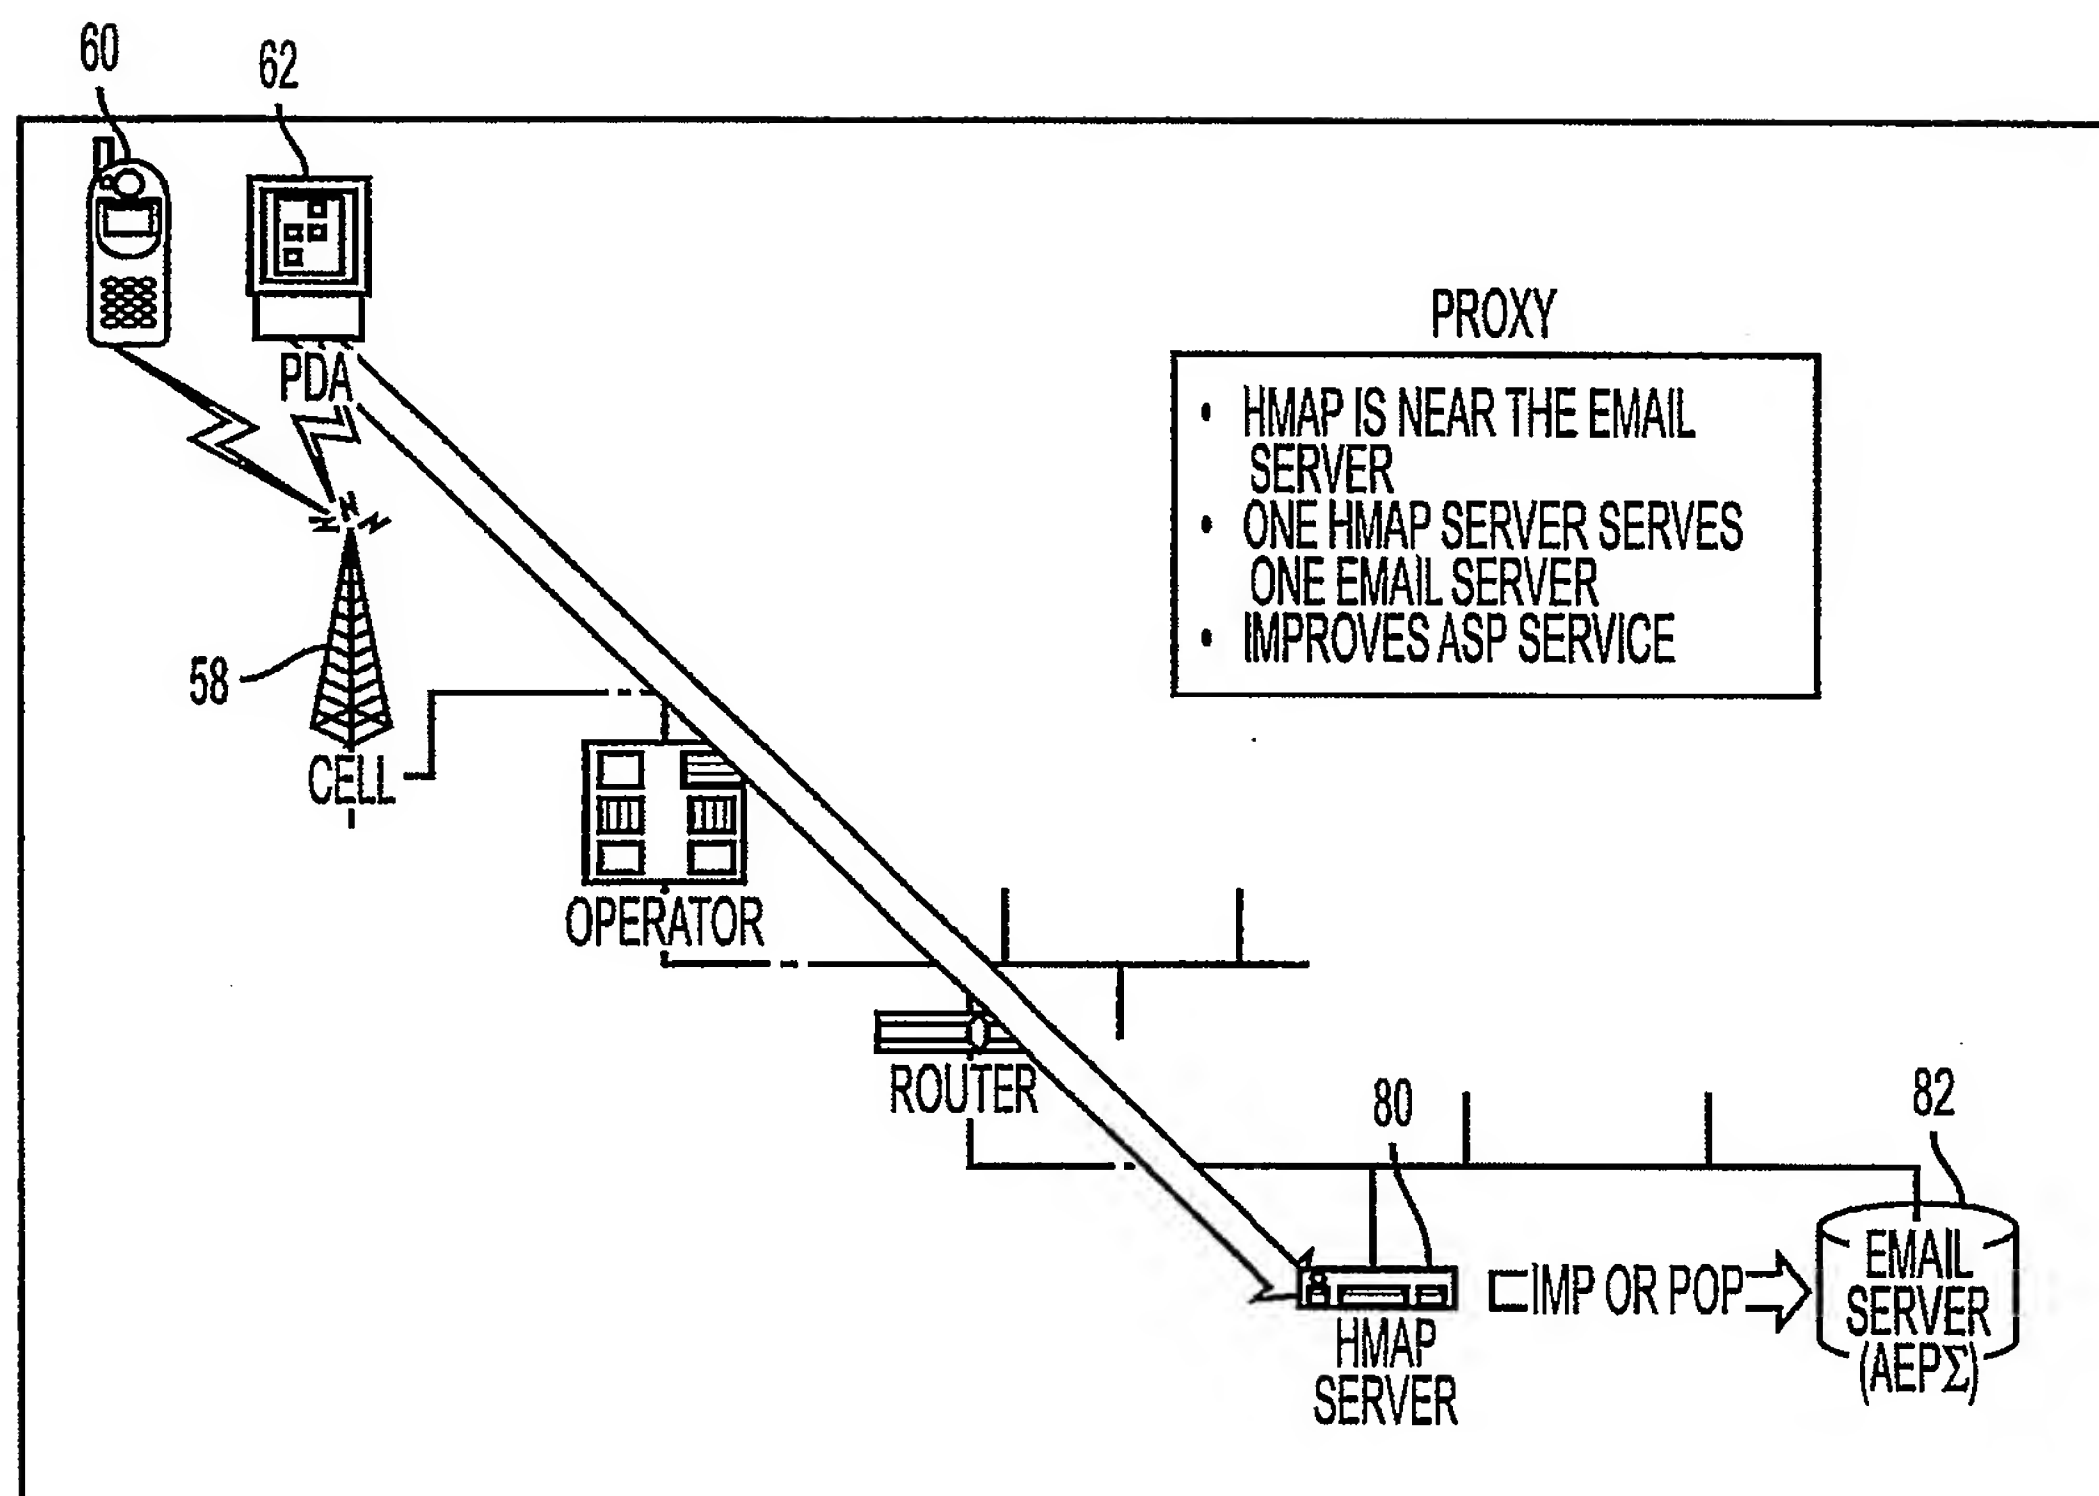 60
62
PDA
PROXY
• HMAP IS NEAR THE EMAIL
SERVER
• ONE HMAP SERVER SERVES
ONE EMAIL SERVER
• IMPROVES ASP SERVICE
58
CELL
OPERATOR
ROUTER
80
82
IMP OR POP
EMAIL
SERVER
(AEPΣ)
HMAP
SERVER